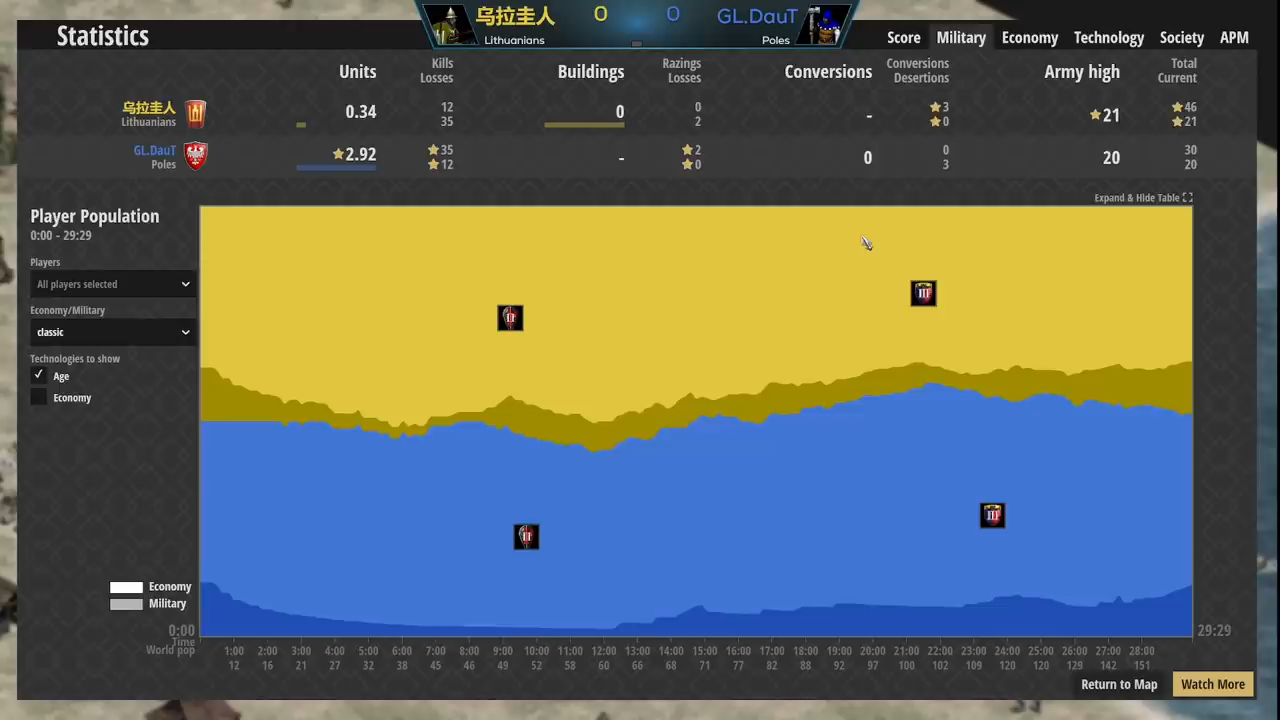 乌拉圭人 0 0 GL.DauT
Lithuanians Poles
Statistics
Score Military Economy Technology Society APM
Units Kills Losses Buildings Razings Losses Conversions Conversions Desertions Army high Total Current
乌拉圭人 Lithuanians 0.34 12 35 0 0 2 - 3 0 21 46 21
GL.DauT Poles 2.92 35 12 - 2 0 0 0 3 20 30 20
Expand & Hide Table
Player Population
0:00 - 29:29
Players
All players selected
Economy/Military
classic
Technologies to show
Age
Economy
II
III
II
III
Economy
Military
0:00 29:29
Time 1:00 2:00 3:00 4:00 5:00 6:00 7:00 8:00 9:00 10:00 11:00 12:00 13:00 14:00 15:00 16:00 17:00 18:00 19:00 20:00 21:00 22:00 23:00 24:00 25:00 26:00 27:00 28:00
World pop 12 16 21 27 32 38 45 46 49 52 58 60 66 68 71 77 82 88 92 97 100 102 109 120 120 129 142 151
Return to Map Watch More